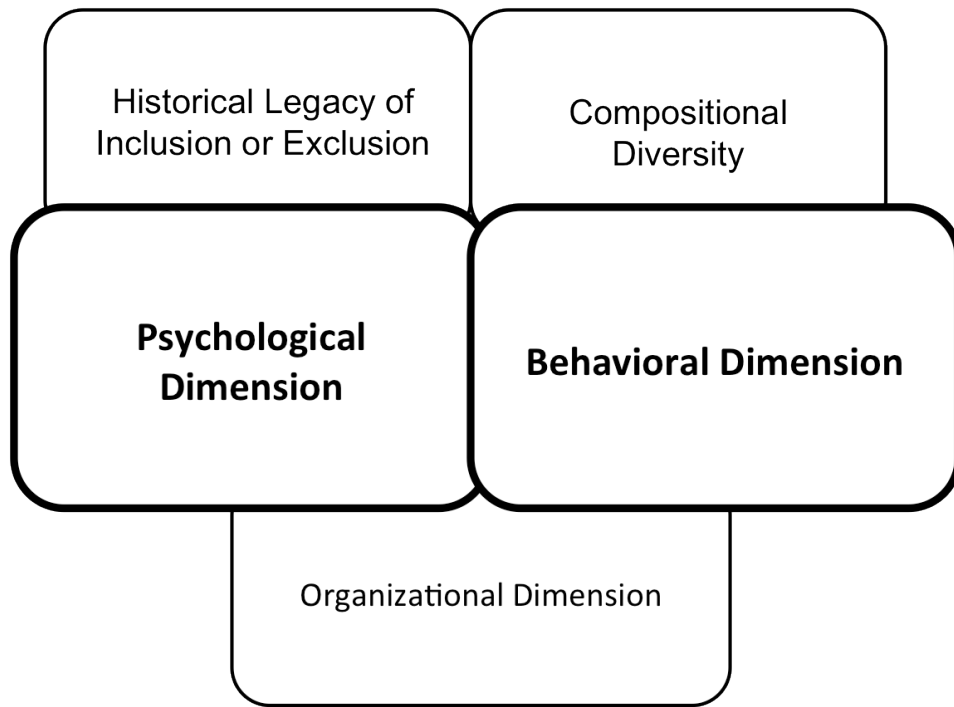 Historical Legacy of
Inclusion or Exclusion
Compositional
Diversity
Psychological
Dimension
Behavioral Dimension
Organizational Dimension